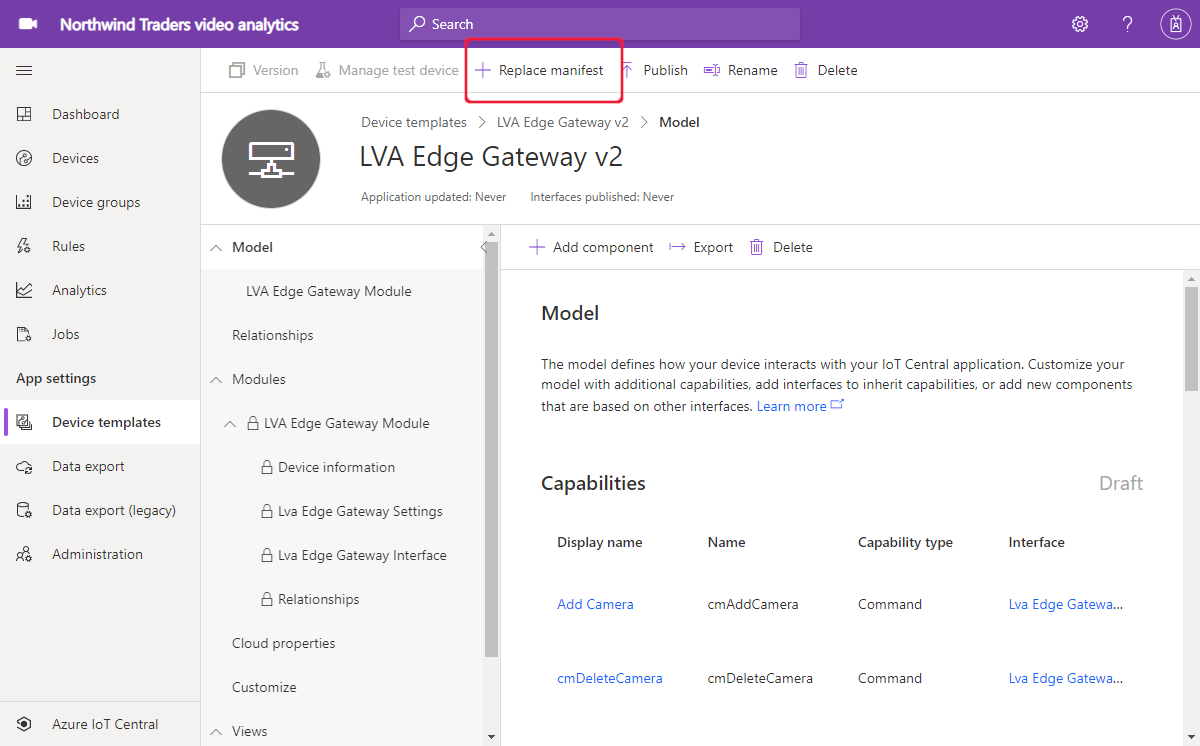 Northwind Traders video analytics
Search
?
Version
Manage test device
Replace manifest
Publish
Rename
Delete
Dashboard
Devices
Device groups
Rules
Analytics
Jobs
App settings
Device templates
Data export
Data export (legacy)
Administration
Azure IoT Central
Device templates > LVA Edge Gateway v2 > Model
LVA Edge Gateway v2
Application updated: Never
Interfaces published: Never
Model
LVA Edge Gateway Module
Relationships
Modules
LVA Edge Gateway Module
Device information
Lva Edge Gateway Settings
Lva Edge Gateway Interface
Relationships
Cloud properties
Customize
Views
Add component
Export
Delete
Model
The model defines how your device interacts with your IoT Central application. Customize your
model with additional capabilities, add interfaces to inherit capabilities, or add new components
that are based on other interfaces. Learn more
Capabilities
Draft
Display name Name Capability type Interface
Add Camera cmAddCamera Command Lva Edge Gatewa...
cmDeleteCamera cmDeleteCamera Command Lva Edge Gatewa...